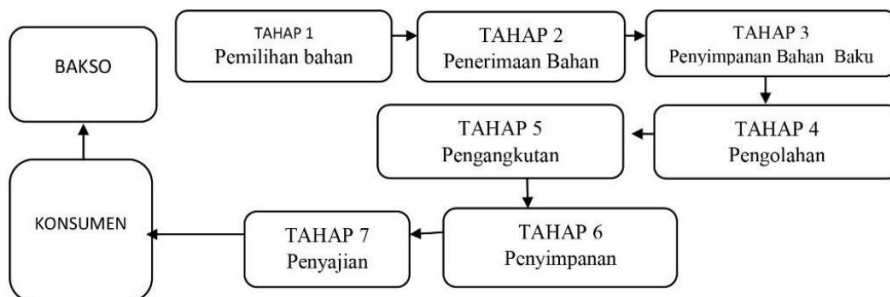 TAHAP 1
Pemilihan bahan
TAHAP 2
Penerimaan Bahan
TAHAP 3
Penyimpanan Bahan Baku
TAHAP 4
Pengolahan
TAHAP 5
Pengangkutan
TAHAP 6
Penyimpanan
TAHAP 7
Penyajian
KONSUMEN
BAKSO